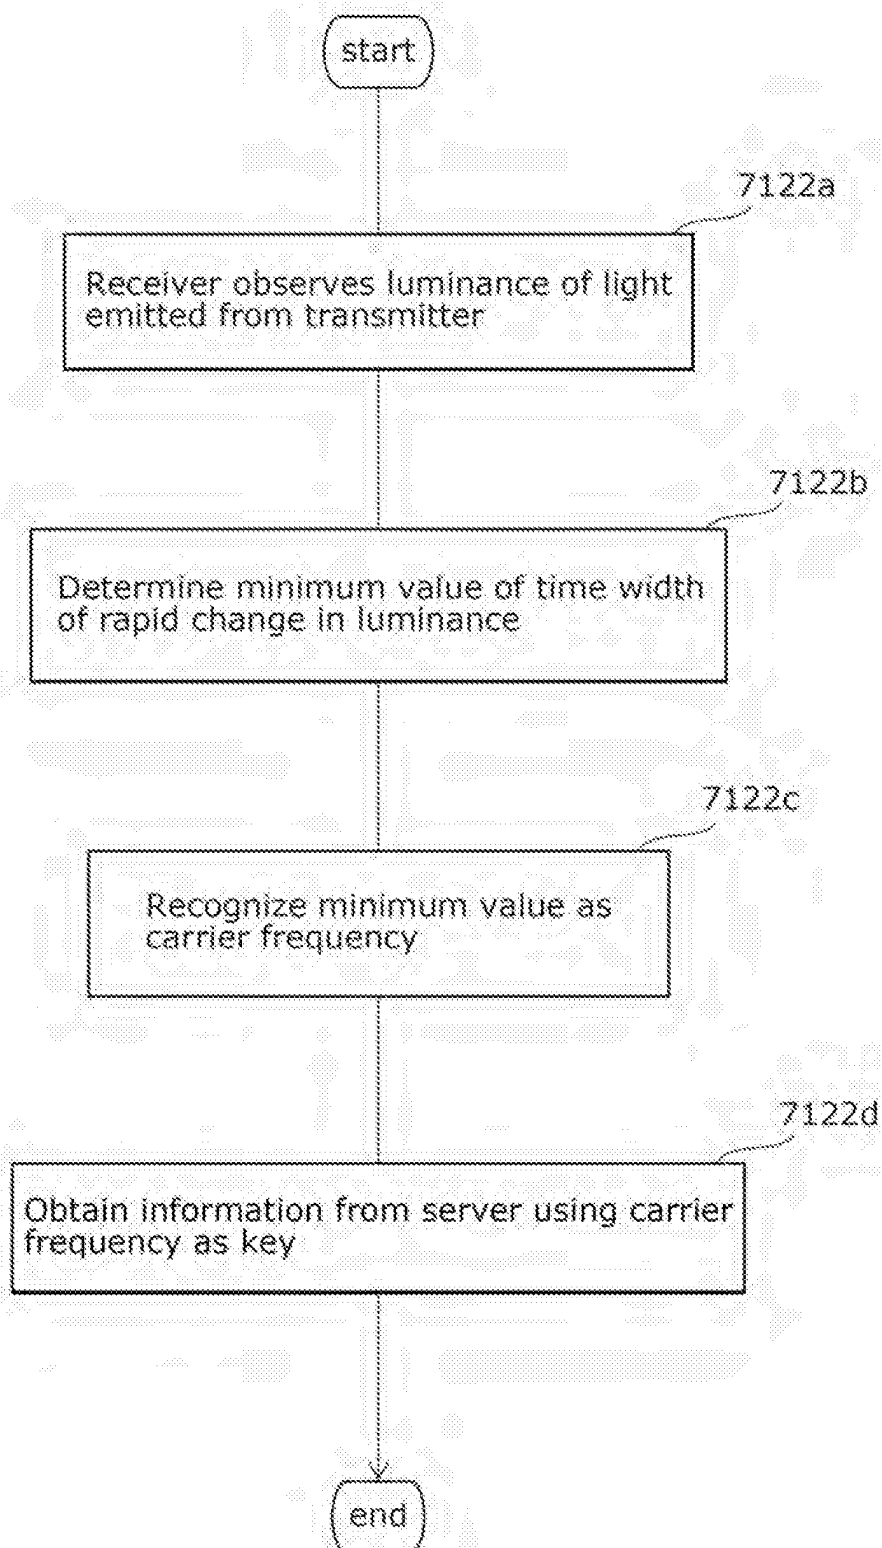 start
7122a
Receiver observes luminance of light
emitted from transmitter
7122b
Determine minimum value of time width
of rapid change in luminance
7122c
Recognize minimum value as
carrier frequency
7122d
Obtain information from server using carrier
frequency as key
end